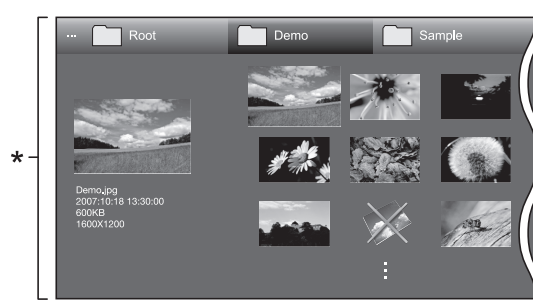 *
... Root Demo Sample
Demo.jpg
2007:10:18 13:30:00
600KB
1600X1200